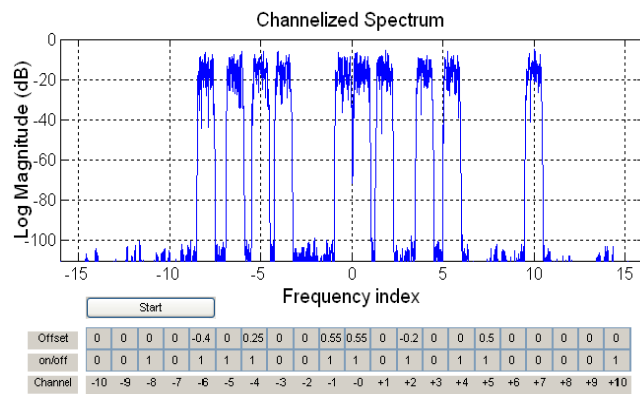 Channelized Spectrum
Log Magnitude (dB)
0
-20
-40
-60
-80
-100
-15 -10 -5 0 5 10 15
Frequency index
Start
Offset 0 0 0 0 -0.4 0 0.25 0 0 0.55 0.55 0 -0.2 0 0 0.5 0 0 0 0 0
on/off 0 0 1 0 1 1 1 0 0 1 1 0 1 0 1 1 0 0 0 0 1
Channel -10 -9 -8 -7 -6 -5 -4 -3 -2 -1 -0 +1 +2 +3 +4 +5 +6 +7 +8 +9 +10